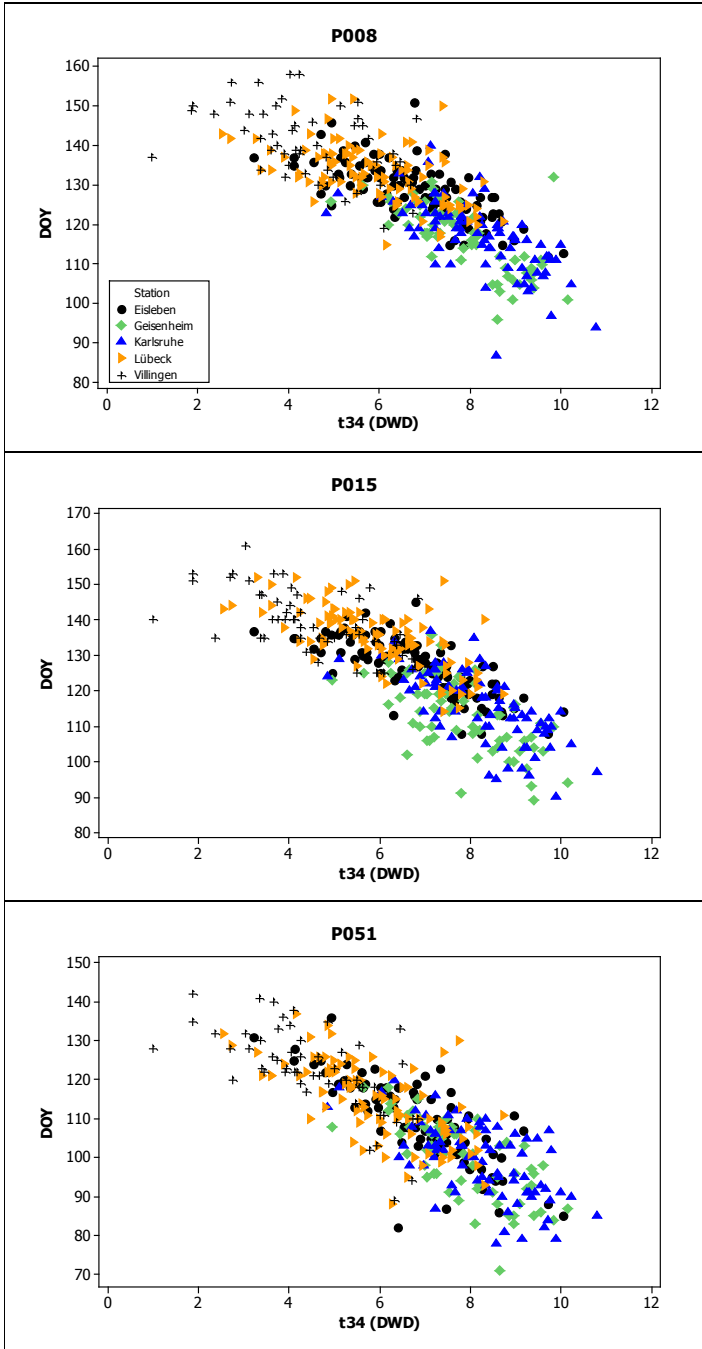 P008
160
150
140
130
120
110
100
90
80
DOY
Station
Eisleben
Geisenheim
Karlsruhe
Lübeck
Villingen
0 2 4 6 8 10 12
t34 (DWD)
P015
170
160
150
140
130
120
110
100
90
80
DOY
0 2 4 6 8 10 12
t34 (DWD)
P051
150
140
130
120
110
100
90
80
70
DOY
0 2 4 6 8 10 12
t34 (DWD)